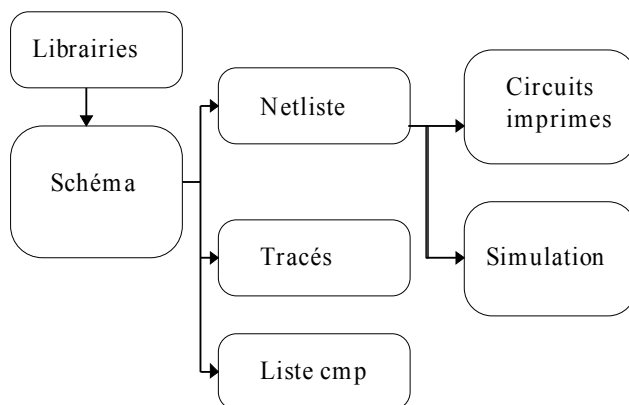 Librairies
Schéma
Netliste
Tracés
Liste cmp
Circuits
imprimes
Simulation